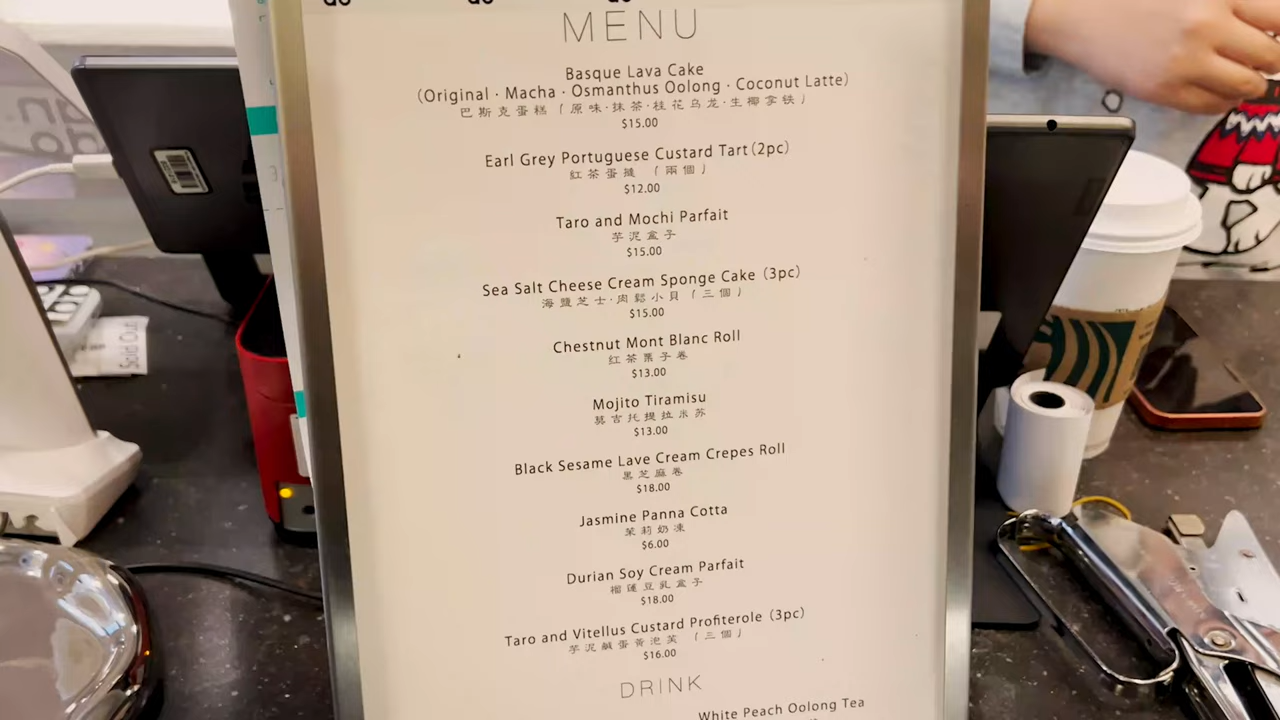 MENU
Basque Lava Cake
(Original · Macha · Osmanthus Oolong · Coconut Latte)
巴斯克蛋糕「原味·抹茶·桂花乌龙·生椰拿铁」
$15.00
Earl Grey Portuguese Custard Tart (2pc)
紅茶蛋撻 「兩個」
$12.00
Taro and Mochi Parfait
芋泥盒子
$15.00
Sea Salt Cheese Cream Sponge Cake (3pc)
海鹽芝士·肉鬆小貝「三個」
$15.00
Chestnut Mont Blanc Roll
红茶栗子卷
$13.00
Mojito Tiramisu
莫吉托提拉米苏
$13.00
Black Sesame Lave Cream Crepes Roll
黑芝麻卷
$18.00
Jasmine Panna Cotta
茉莉奶凍
$6.00
Durian Soy Cream Parfait
榴蓮豆乳盒子
$18.00
Taro and Vitellus Custard Profiterole (3pc)
芋泥鹹蛋黃泡芙 「三個」
$16.00
DRINK
White Peach Oolong Tea
Sold Out